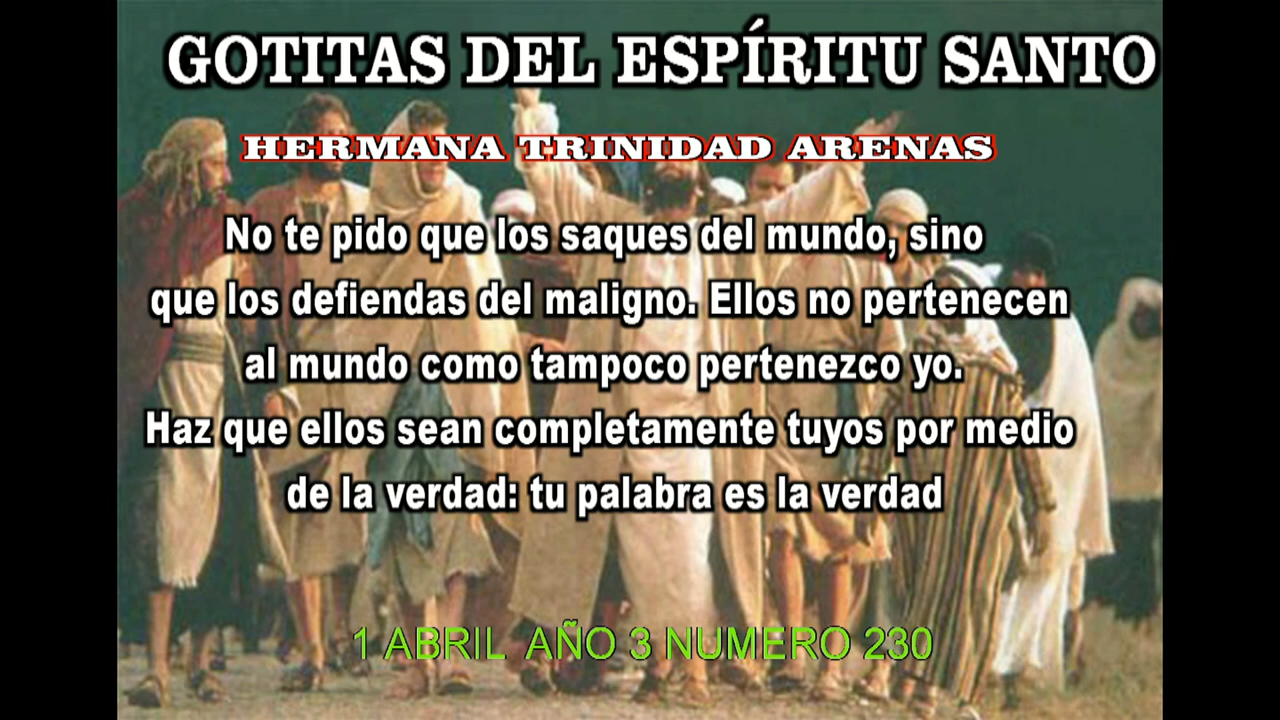 GOTITAS DEL ESPÍRITU SANTO
HERMANA TRINIDAD ARENAS
No te pido que los saques del mundo, sino
que los defiendas del maligno. Ellos no pertenecen
al mundo como tampoco pertenezco yo.
Haz que ellos sean completamente tuyos por medio
de la verdad: tu palabra es la verdad
1 ABRIL AÑO 3 NUMERO 230